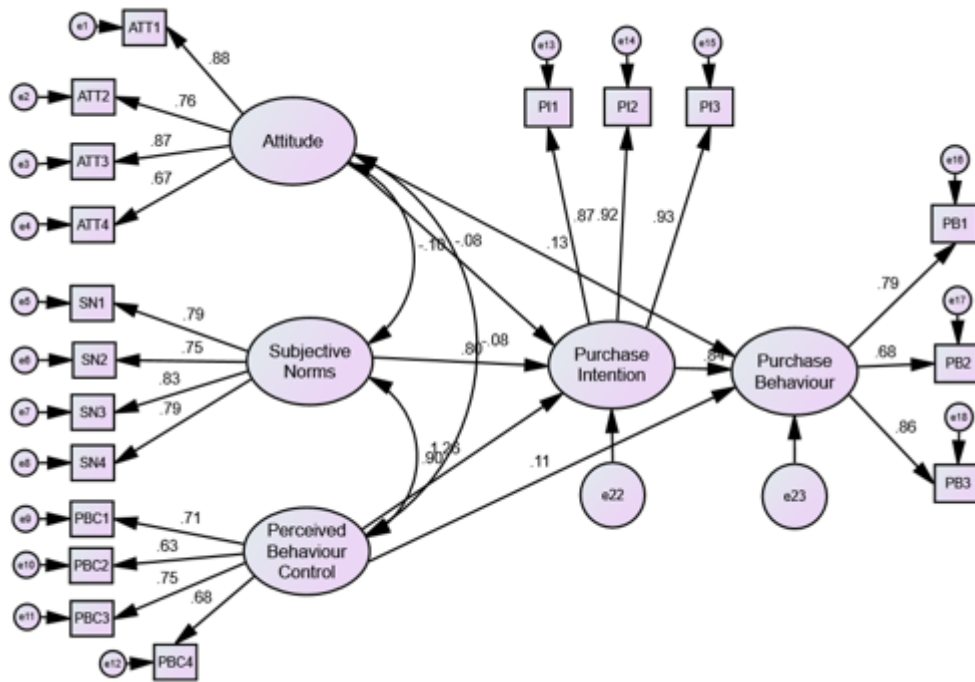 e1
ATT1
.88
e2
ATT2
.76
e3
ATT3
.87
e4
ATT4
.67
Attitude
e5
SN1
.79
e6
SN2
.75
e7
SN3
.83
e8
SN4
.79
Subjective
Norms
e9
PBC1
.71
e10
PBC2
.63
e11
PBC3
.75
e12
PBC4
.68
Perceived
Behaviour
Control
-.08
.13
-.08
.80
.90
.11
e13
e14
e15
PI1
PI2
PI3
.87
.92
.93
Purchase
Intention
.84
e22
Purchase
Behaviour
e23
e16
PB1
.79
e17
PB2
.68
e18
PB3
.86